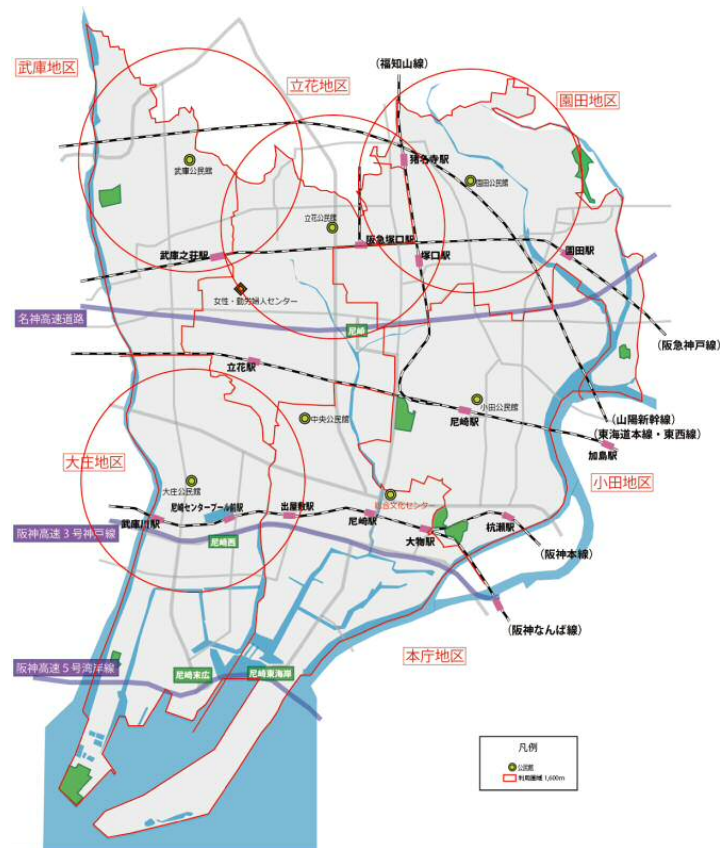 (福知山線)
武庫地区
立花地区
園田地区
武庫公民館
猪名寺駅
園田公民館
立花公民館
阪急塚口駅
武庫之荘駅
塚口駅
園田駅
女性・勤労婦人センター
名神高速道路
尼崎
(阪急神戸線)
立花駅
小田公民館
尼崎駅
中央公民館
(山陽新幹線)
(東海道本線・東西線)
加島駅
大庄地区
小田地区
大庄公民館
総合文化センター
尼崎センタープール前駅
出屋敷駅
武庫川駅
尼崎駅
杭瀬駅
大物駅
阪神高速3号神戸線
尼崎西
(阪神本線)
(阪神なんば線)
本庁地区
阪神高速5号湾岸線
尼崎末広
尼崎東海岸
凡例
公民館
利用圏域 1,600m